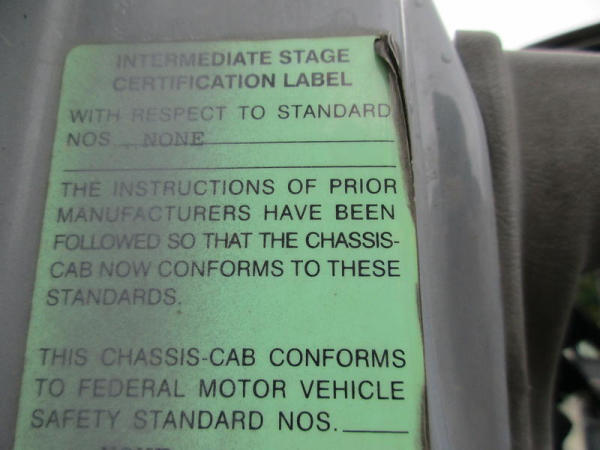 INTERMEDIATE STAGE
CERTIFICATION LABEL
WITH RESPECT TO STANDARD
NOS. NONE
THE INSTRUCTIONS OF PRIOR
MANUFACTURERS HAVE BEEN
FOLLOWED SO THAT THE CHASSIS-
CAB NOW CONFORMS TO THESE
STANDARDS.
THIS CHASSIS-CAB CONFORMS
TO FEDERAL MOTOR VEHICLE
SAFETY STANDARD NOS.